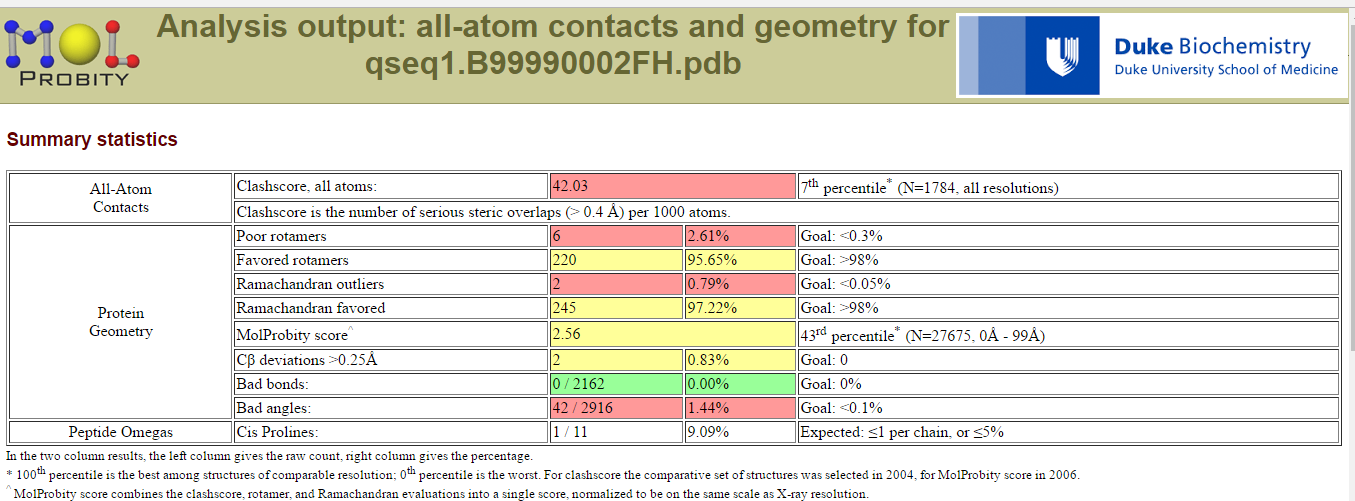 MOL
PROBITY
Analysis output: all-atom contacts and geometry for
qseq1.B99990002FH.pdb
Duke Biochemistry
Duke University School of Medicine
Summary statistics
All-Atom
Contacts
Clashscore, all atoms: 42.03 7th percentile* (N=1784, all resolutions)
Clashscore is the number of serious steric overlaps (> 0.4 Å) per 1000 atoms.
Protein
Geometry
Poor rotamers 6 2.61% Goal: <0.3%
Favored rotamers 220 95.65% Goal: >98%
Ramachandran outliers 2 0.79% Goal: <0.05%
Ramachandran favored 245 97.22% Goal: >98%
MolProbity score^ 2.56 43rd percentile* (N=27675, 0Å - 99Å)
Cβ deviations >0.25Å 2 0.83% Goal: 0
Bad bonds: 0 / 2162 0.00% Goal: 0%
Bad angles: 42 / 2916 1.44% Goal: <0.1%
Peptide Omegas Cis Prolines: 1 / 11 9.09% Expected: ≤1 per chain, or ≤5%
In the two column results, the left column gives the raw count, right column gives the percentage.
* 100th percentile is the best among structures of comparable resolution; 0th percentile is the worst. For clashscore the comparative set of structures was selected in 2004, for MolProbity score in 2006.
^ MolProbity score combines the clashscore, rotamer, and Ramachandran evaluations into a single score, normalized to be on the same scale as X-ray resolution.